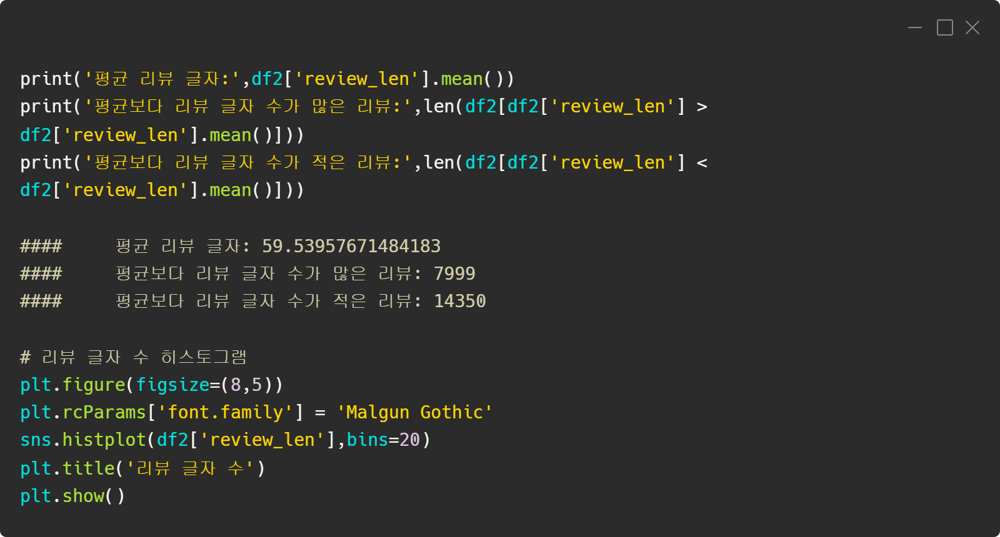 print('평균 리뷰 글자:',df2['review_len'].mean())
print('평균보다 리뷰 글자 수가 많은 리뷰:',len(df2[df2['review_len'] >
df2['review_len'].mean()]))
print('평균보다 리뷰 글자 수가 적은 리뷰:',len(df2[df2['review_len'] <
df2['review_len'].mean()]))
####     평균 리뷰 글자: 59.53957671484183
####     평균보다 리뷰 글자 수가 많은 리뷰: 7999
####     평균보다 리뷰 글자 수가 적은 리뷰: 14350
# 리뷰 글자 수 히스토그램
plt.figure(figsize=(8,5))
plt.rcParams['font.family'] = 'Malgun Gothic'
sns.histplot(df2['review_len'],bins=20)
plt.title('리뷰 글자 수')
plt.show()